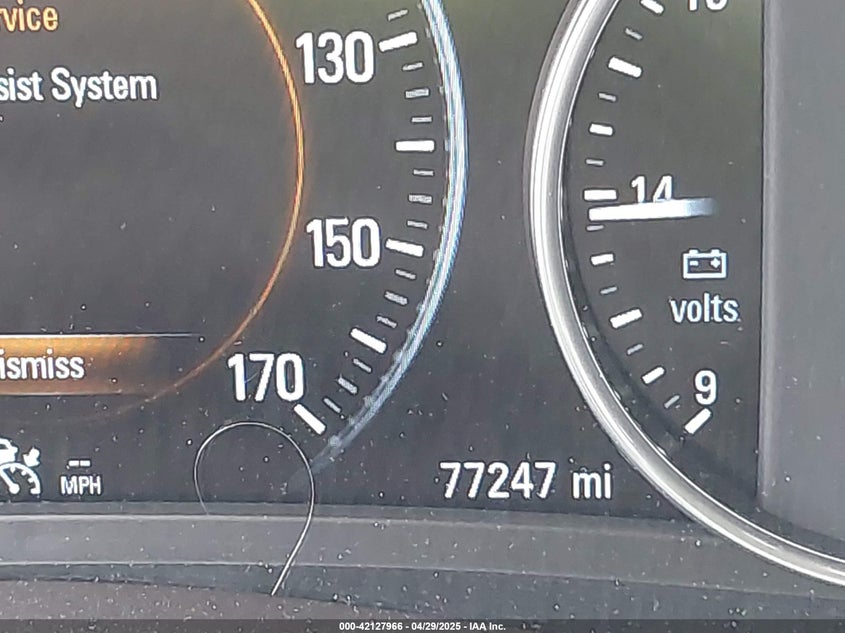 rvice
sist System
ismiss
130
150
170
-- MPH
77247 mi
14
volts
9
000-42127966 - 04/29/2025 - IAA Inc.